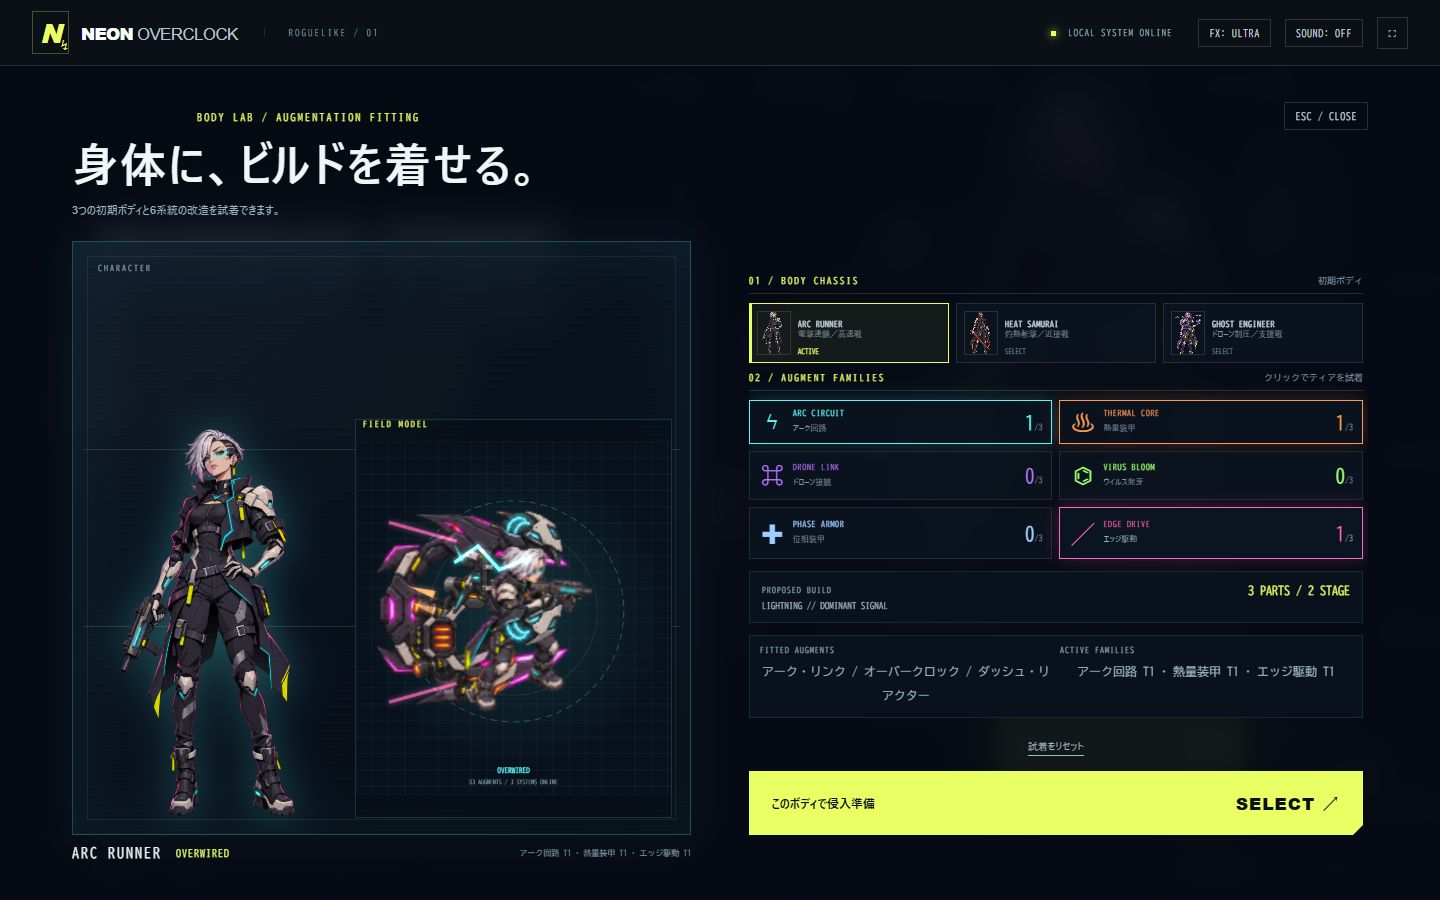 NEON OVERCLOCK
ROGUELIKE / 01
LOCAL SYSTEM ONLINE
FX: ULTRA
SOUND: OFF
BODY LAB / AUGMENTATION FITTING
ESC / CLOSE
身体に、ビルドを着せる。
3つの初期ボディと6系統の改造を試着できます。
CHARACTER
FIELD MODEL
OVERWIRED
03 AUGMENTS / 3 SYSTEMS ONLINE
ARC RUNNER OVERWIRED
アーク回路 T1 · 熱量装甲 T1 · エッジ駆動 T1
01 / BODY CHASSIS
初期ボディ
ARC RUNNER
電撃連鎖／高速戦
ACTIVE
HEAT SAMURAI
灼熱斬撃／近接戦
SELECT
GHOST ENGINEER
ドローン制圧／支援戦
SELECT
02 / AUGMENT FAMILIES
クリックでティアを試着
ARC CIRCUIT
アーク回路
1/3
THERMAL CORE
熱量装甲
1/3
DRONE LINK
ドローン接続
0/3
VIRUS BLOOM
ウイルス発芽
0/3
PHASE ARMOR
位相装甲
0/3
EDGE DRIVE
エッジ駆動
1/3
PROPOSED BUILD
LIGHTNING // DOMINANT SIGNAL
3 PARTS / 2 STAGE
FITTED AUGMENTS
アーク・リンク / オーバークロック / ダッシュ・リ
アクター
ACTIVE FAMILIES
アーク回路 T1 · 熱量装甲 T1 · エッジ駆動 T1
試着をリセット
このボディで侵入準備
SELECT ↗